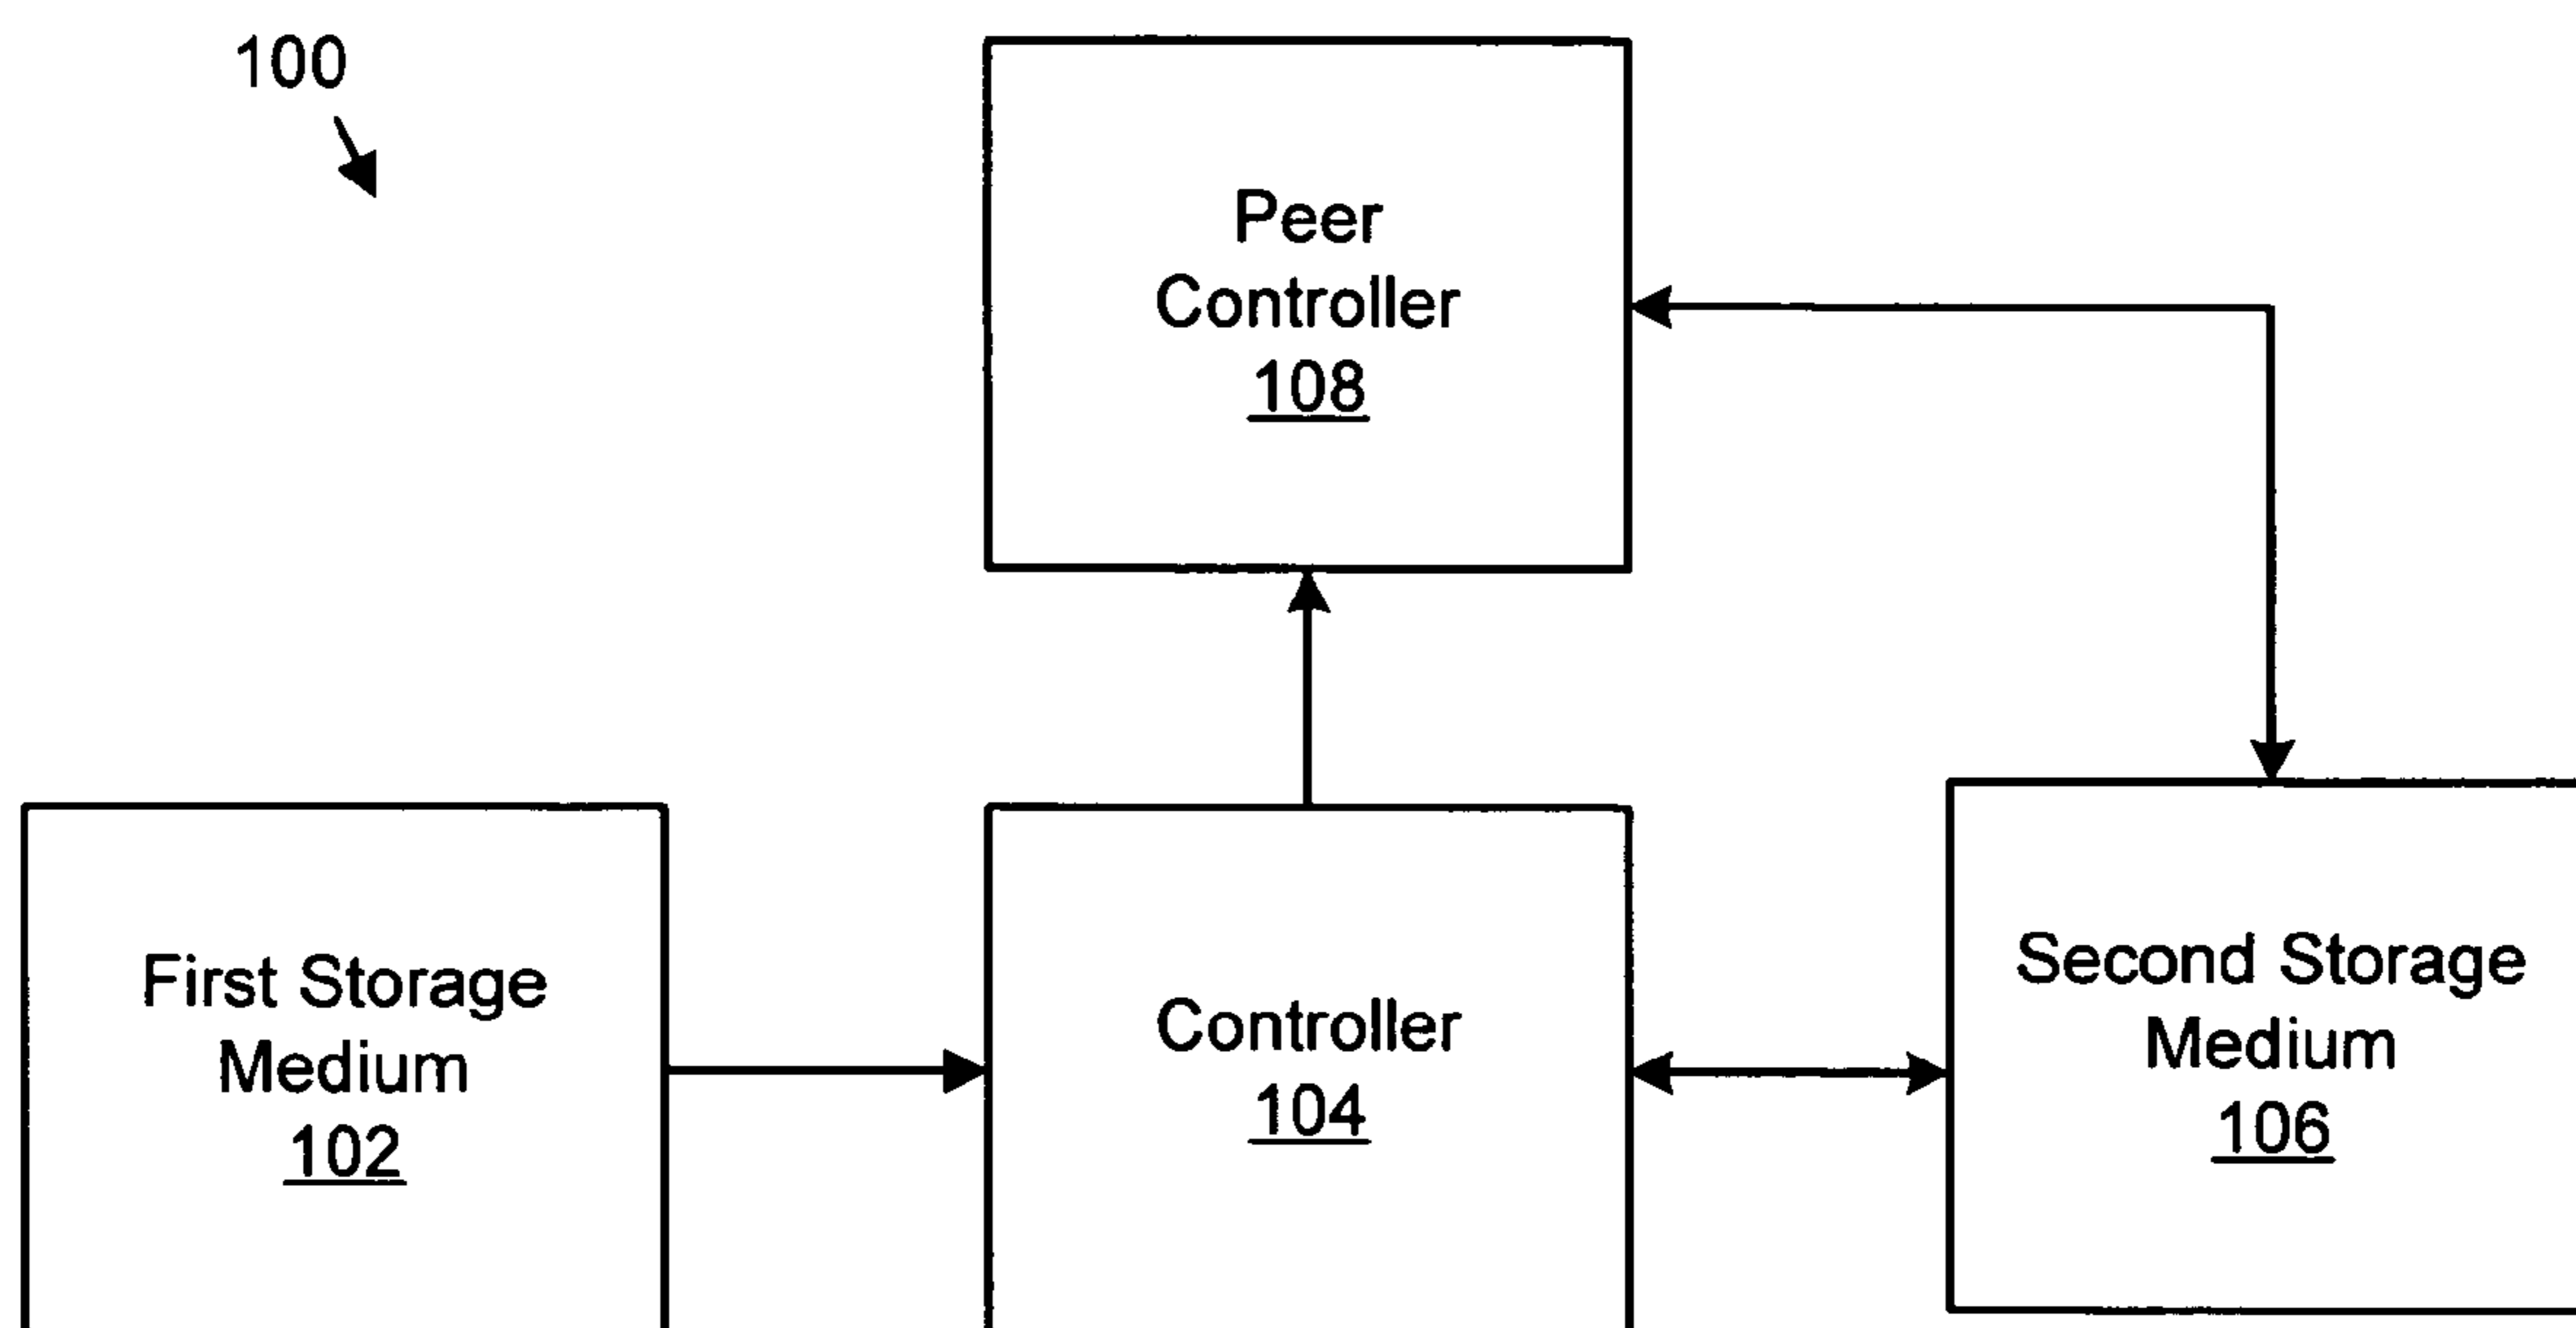 100
Peer
Controller
108
First Storage
Medium
102
Controller
104
Second Storage
Medium
106